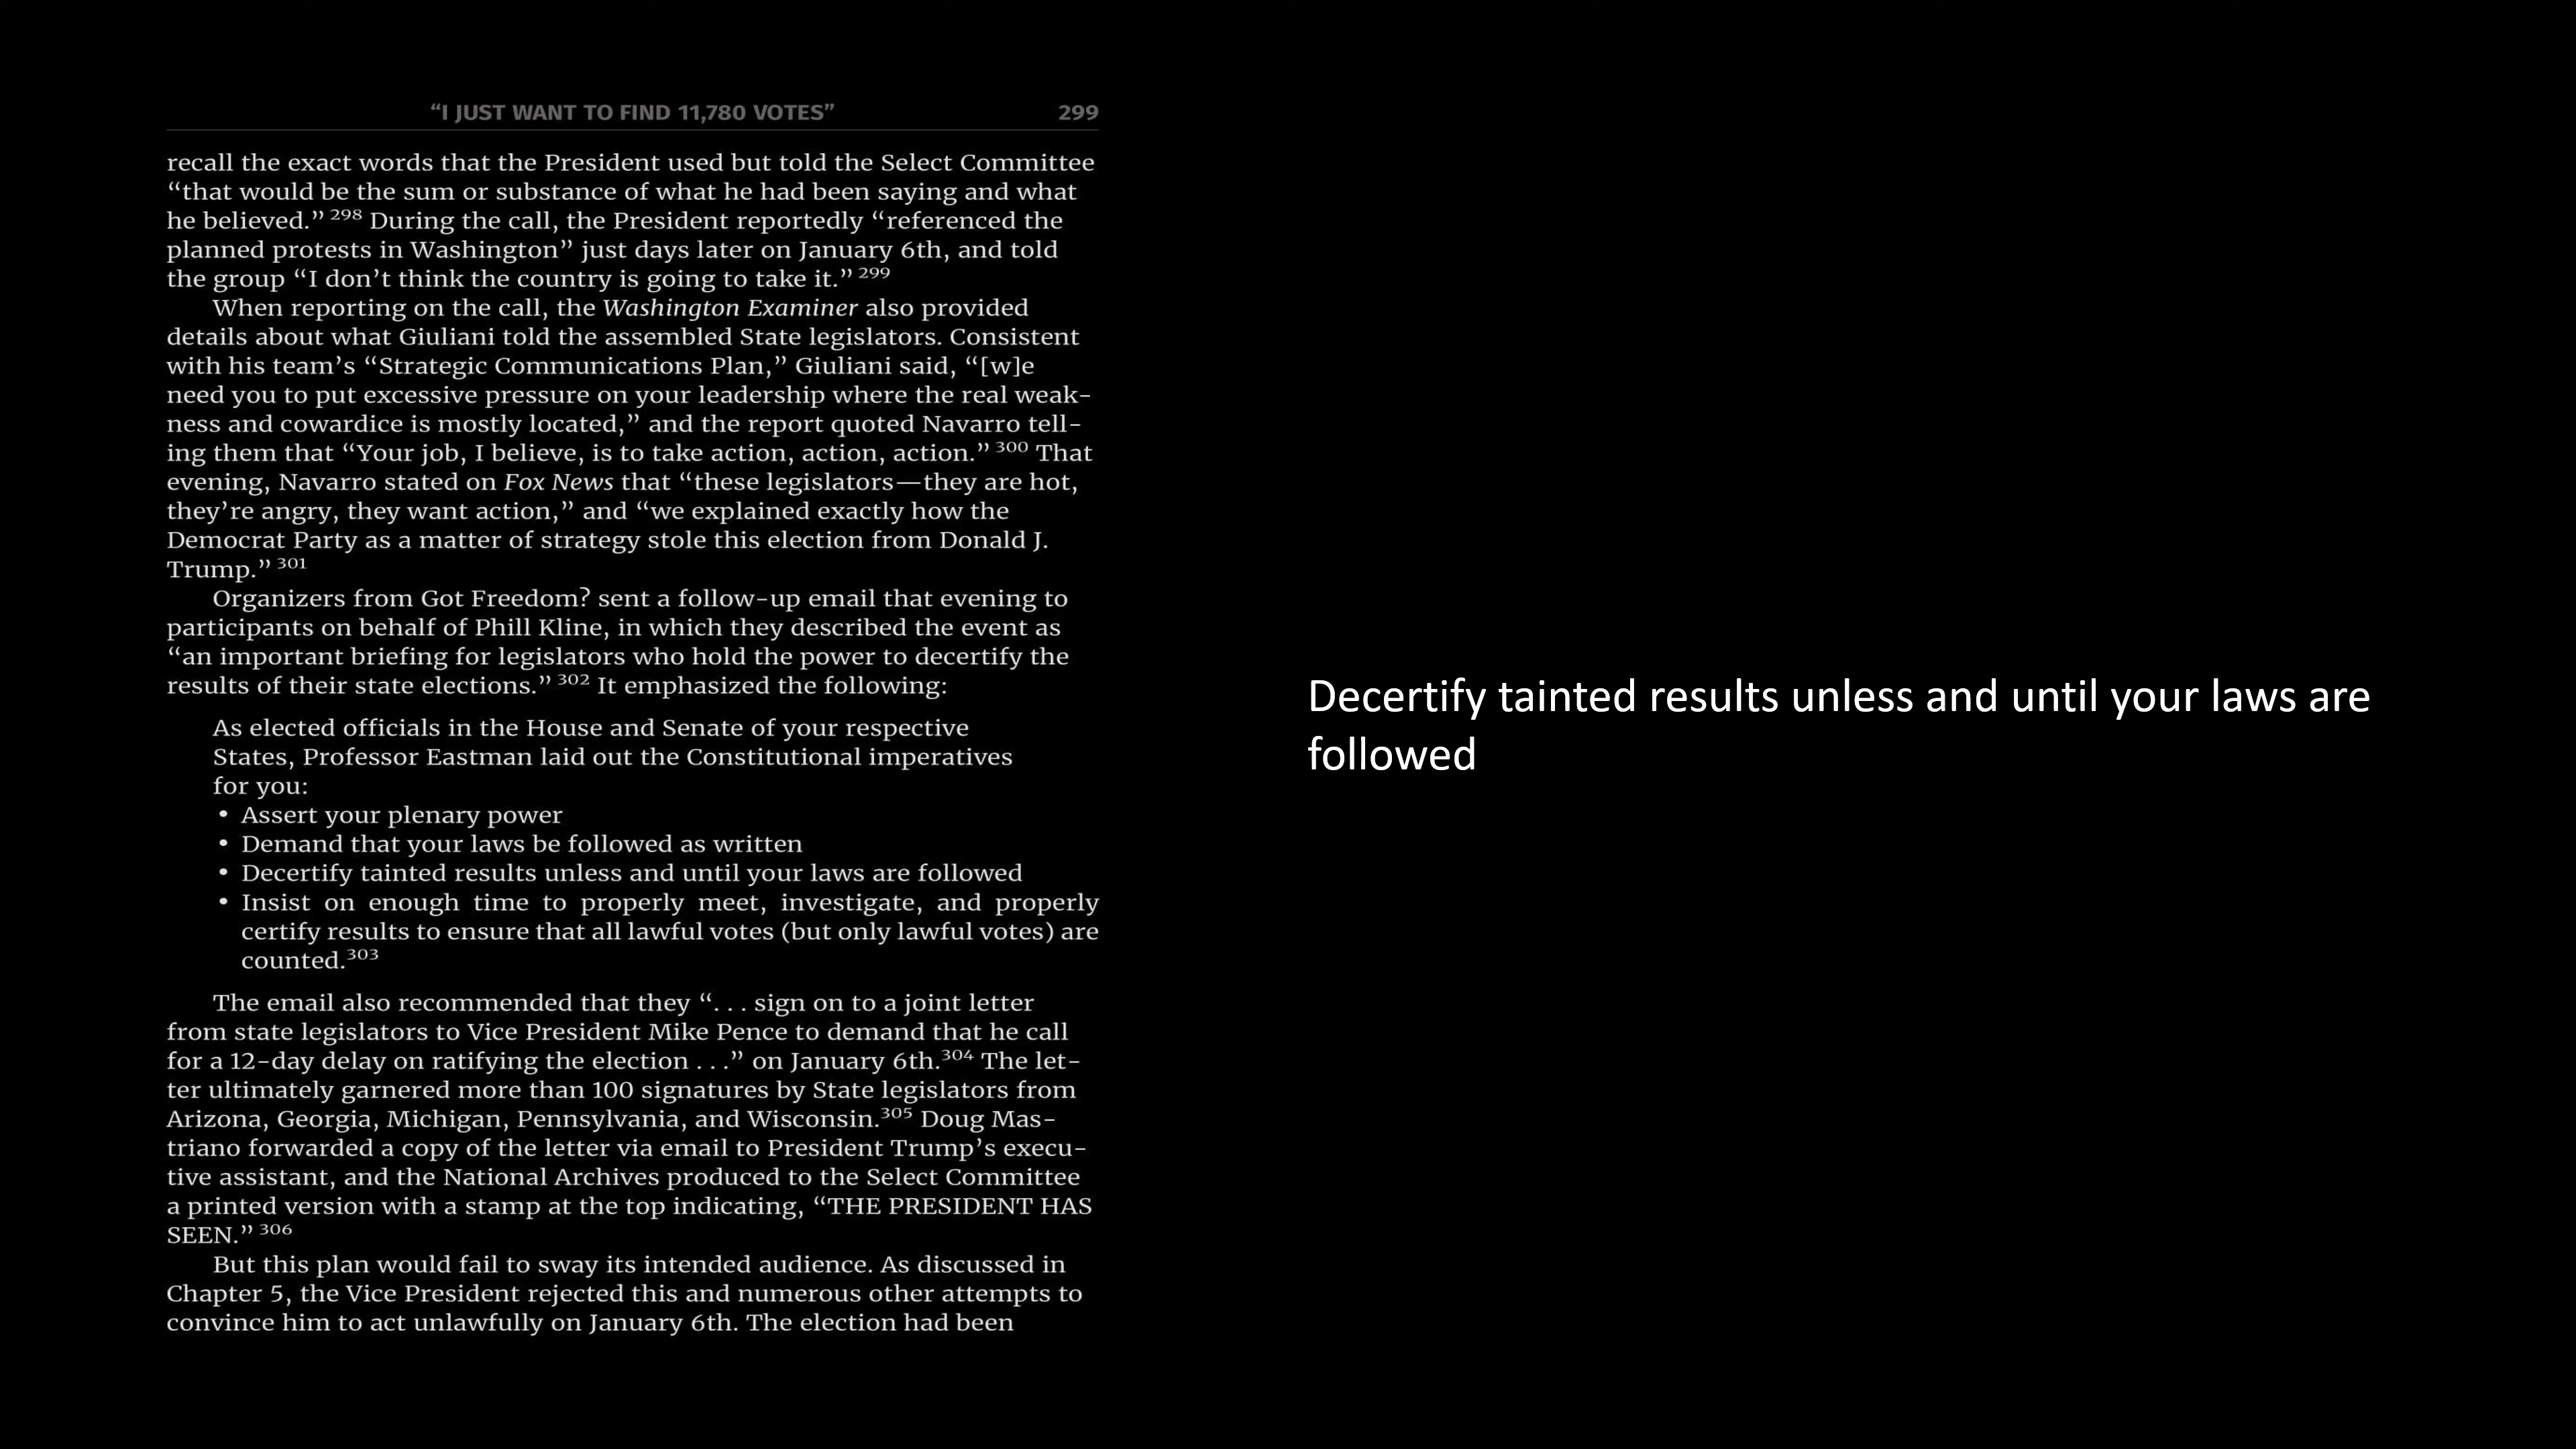 “I JUST WANT TO FIND 11,780 VOTES” 299
recall the exact words that the President used but told the Select Committee
“that would be the sum or substance of what he had been saying and what
he believed.” 298 During the call, the President reportedly “referenced the
planned protests in Washington” just days later on January 6th, and told
the group “I don’t think the country is going to take it.” 299
When reporting on the call, the Washington Examiner also provided
details about what Giuliani told the assembled State legislators. Consistent
with his team’s “Strategic Communications Plan,” Giuliani said, “[w]e
need you to put excessive pressure on your leadership where the real weak-
ness and cowardice is mostly located,” and the report quoted Navarro tell-
ing them that “Your job, I believe, is to take action, action, action.” 300 That
evening, Navarro stated on Fox News that “these legislators—they are hot,
they’re angry, they want action,” and “we explained exactly how the
Democrat Party as a matter of strategy stole this election from Donald J.
Trump.” 301
Organizers from Got Freedom? sent a follow-up email that evening to
participants on behalf of Phill Kline, in which they described the event as
“an important briefing for legislators who hold the power to decertify the
results of their state elections.” 302 It emphasized the following:
As elected officials in the House and Senate of your respective
States, Professor Eastman laid out the Constitutional imperatives
for you:
• Assert your plenary power
• Demand that your laws be followed as written
• Decertify tainted results unless and until your laws are followed
• Insist on enough time to properly meet, investigate, and properly
certify results to ensure that all lawful votes (but only lawful votes) are
counted.303
The email also recommended that they “. . . sign on to a joint letter
from state legislators to Vice President Mike Pence to demand that he call
for a 12-day delay on ratifying the election . . .” on January 6th.304 The let-
ter ultimately garnered more than 100 signatures by State legislators from
Arizona, Georgia, Michigan, Pennsylvania, and Wisconsin.305 Doug Mas-
triano forwarded a copy of the letter via email to President Trump’s execu-
tive assistant, and the National Archives produced to the Select Committee
a printed version with a stamp at the top indicating, “THE PRESIDENT HAS
SEEN.” 306
But this plan would fail to sway its intended audience. As discussed in
Chapter 5, the Vice President rejected this and numerous other attempts to
convince him to act unlawfully on January 6th. The election had been
Decertify tainted results unless and until your laws are
followed